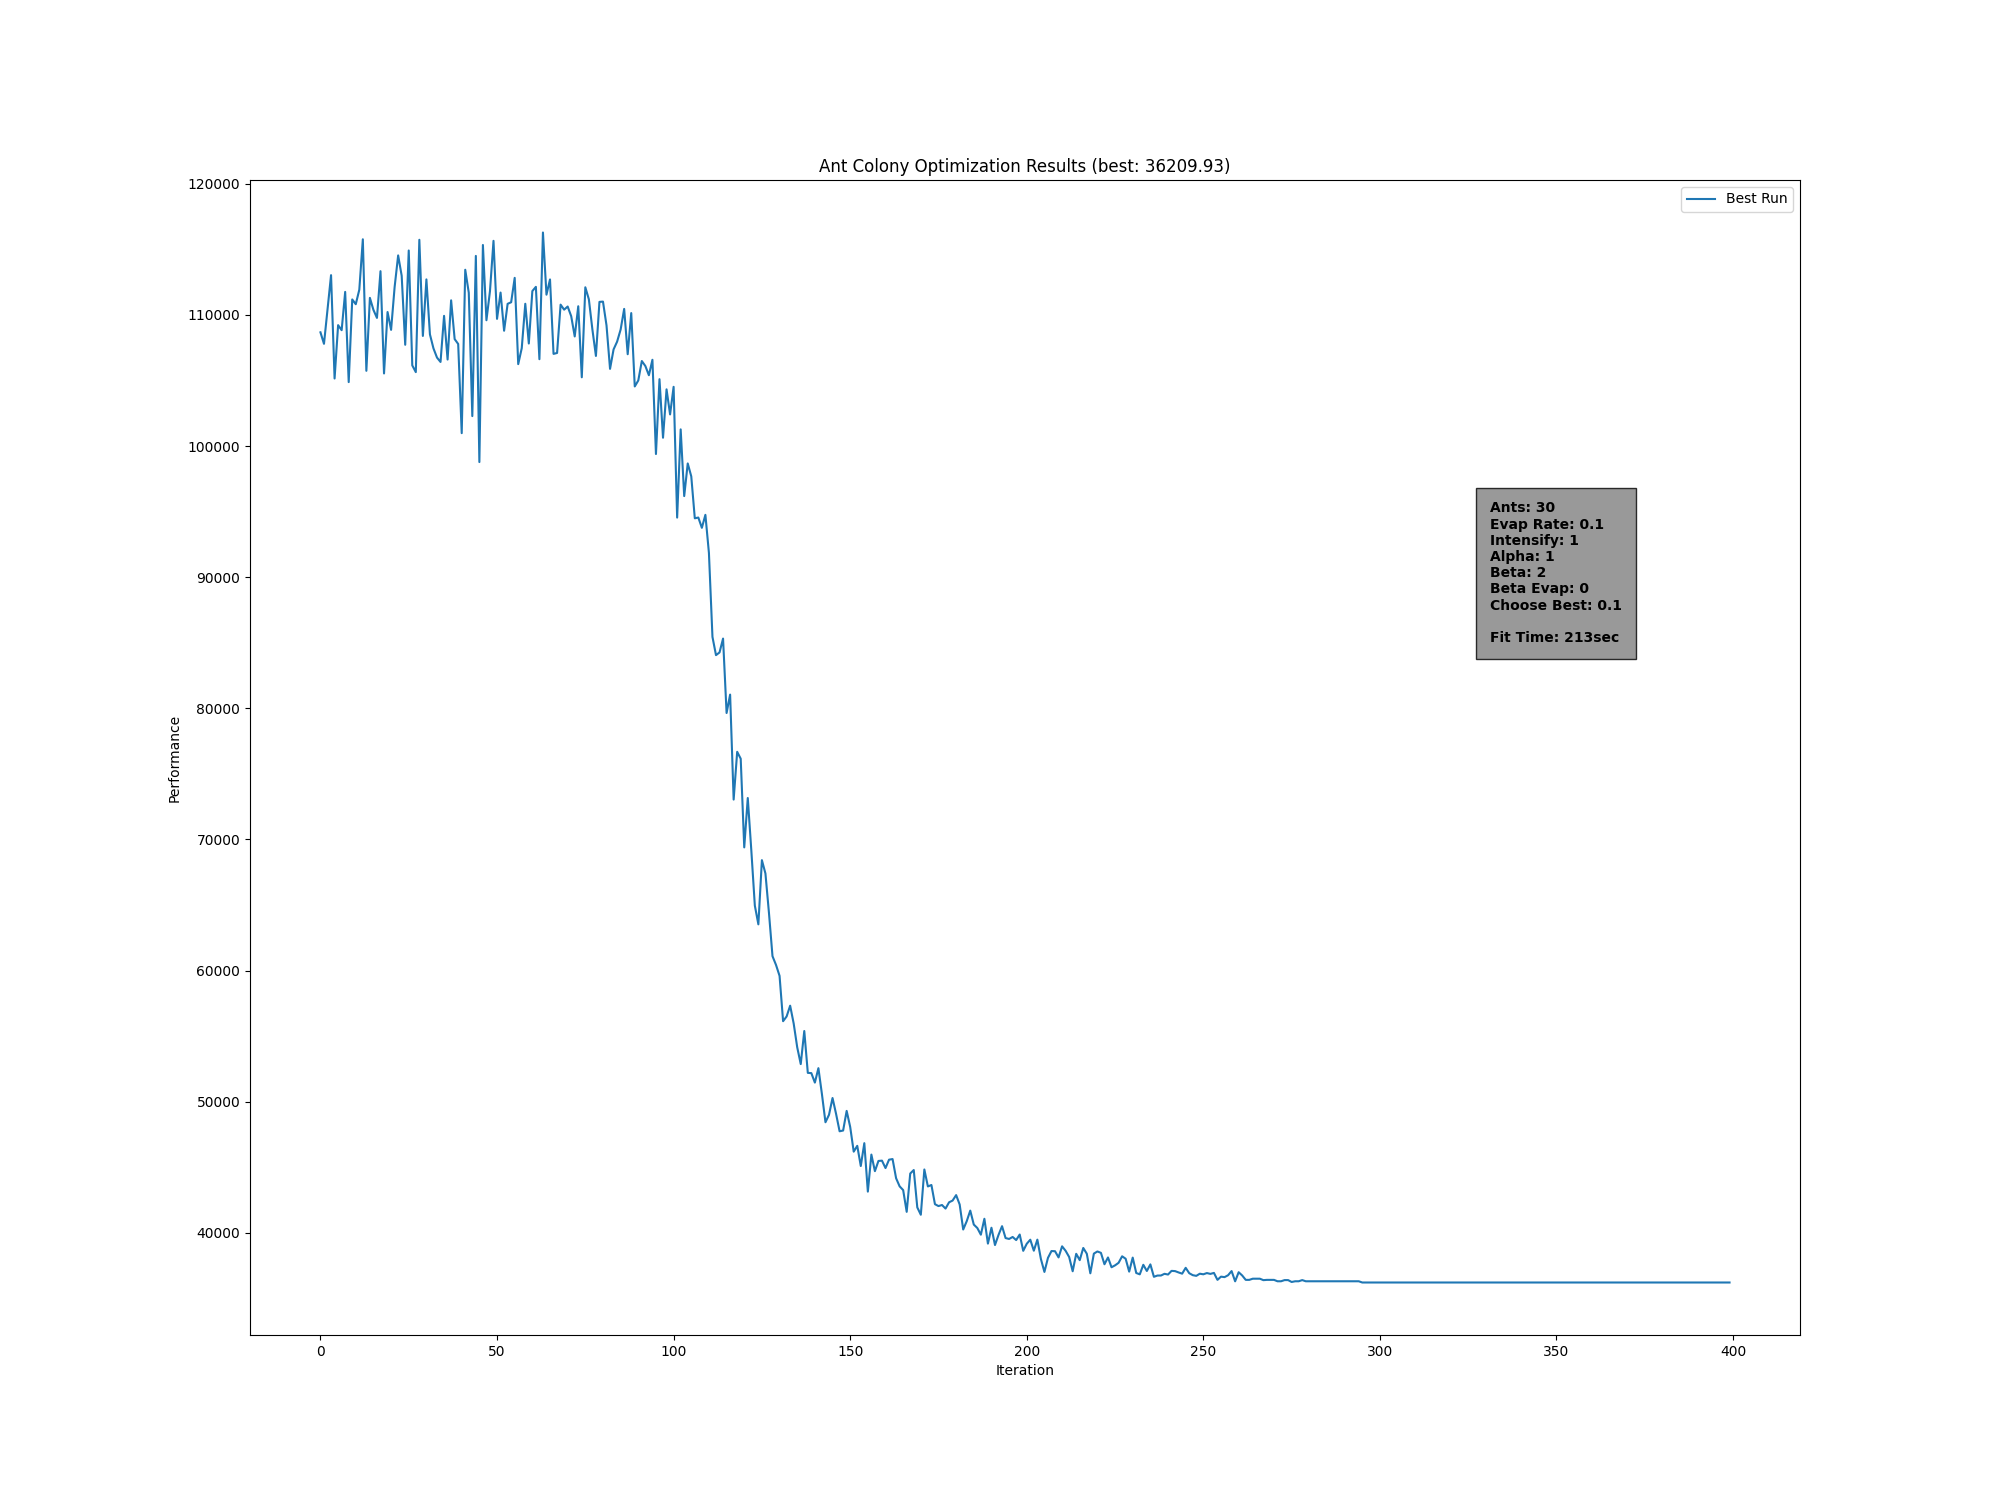 Ant Colony Optimization Results (best: 36209.93)
Best Run
120000
110000
100000
90000
80000
70000
60000
50000
40000
Performance
Ants: 30
Evap Rate: 0.1
Intensify: 1
Alpha: 1
Beta: 2
Beta Evap: 0
Choose Best: 0.1
Fit Time: 213sec
0 50 100 150 200 250 300 350 400
Iteration